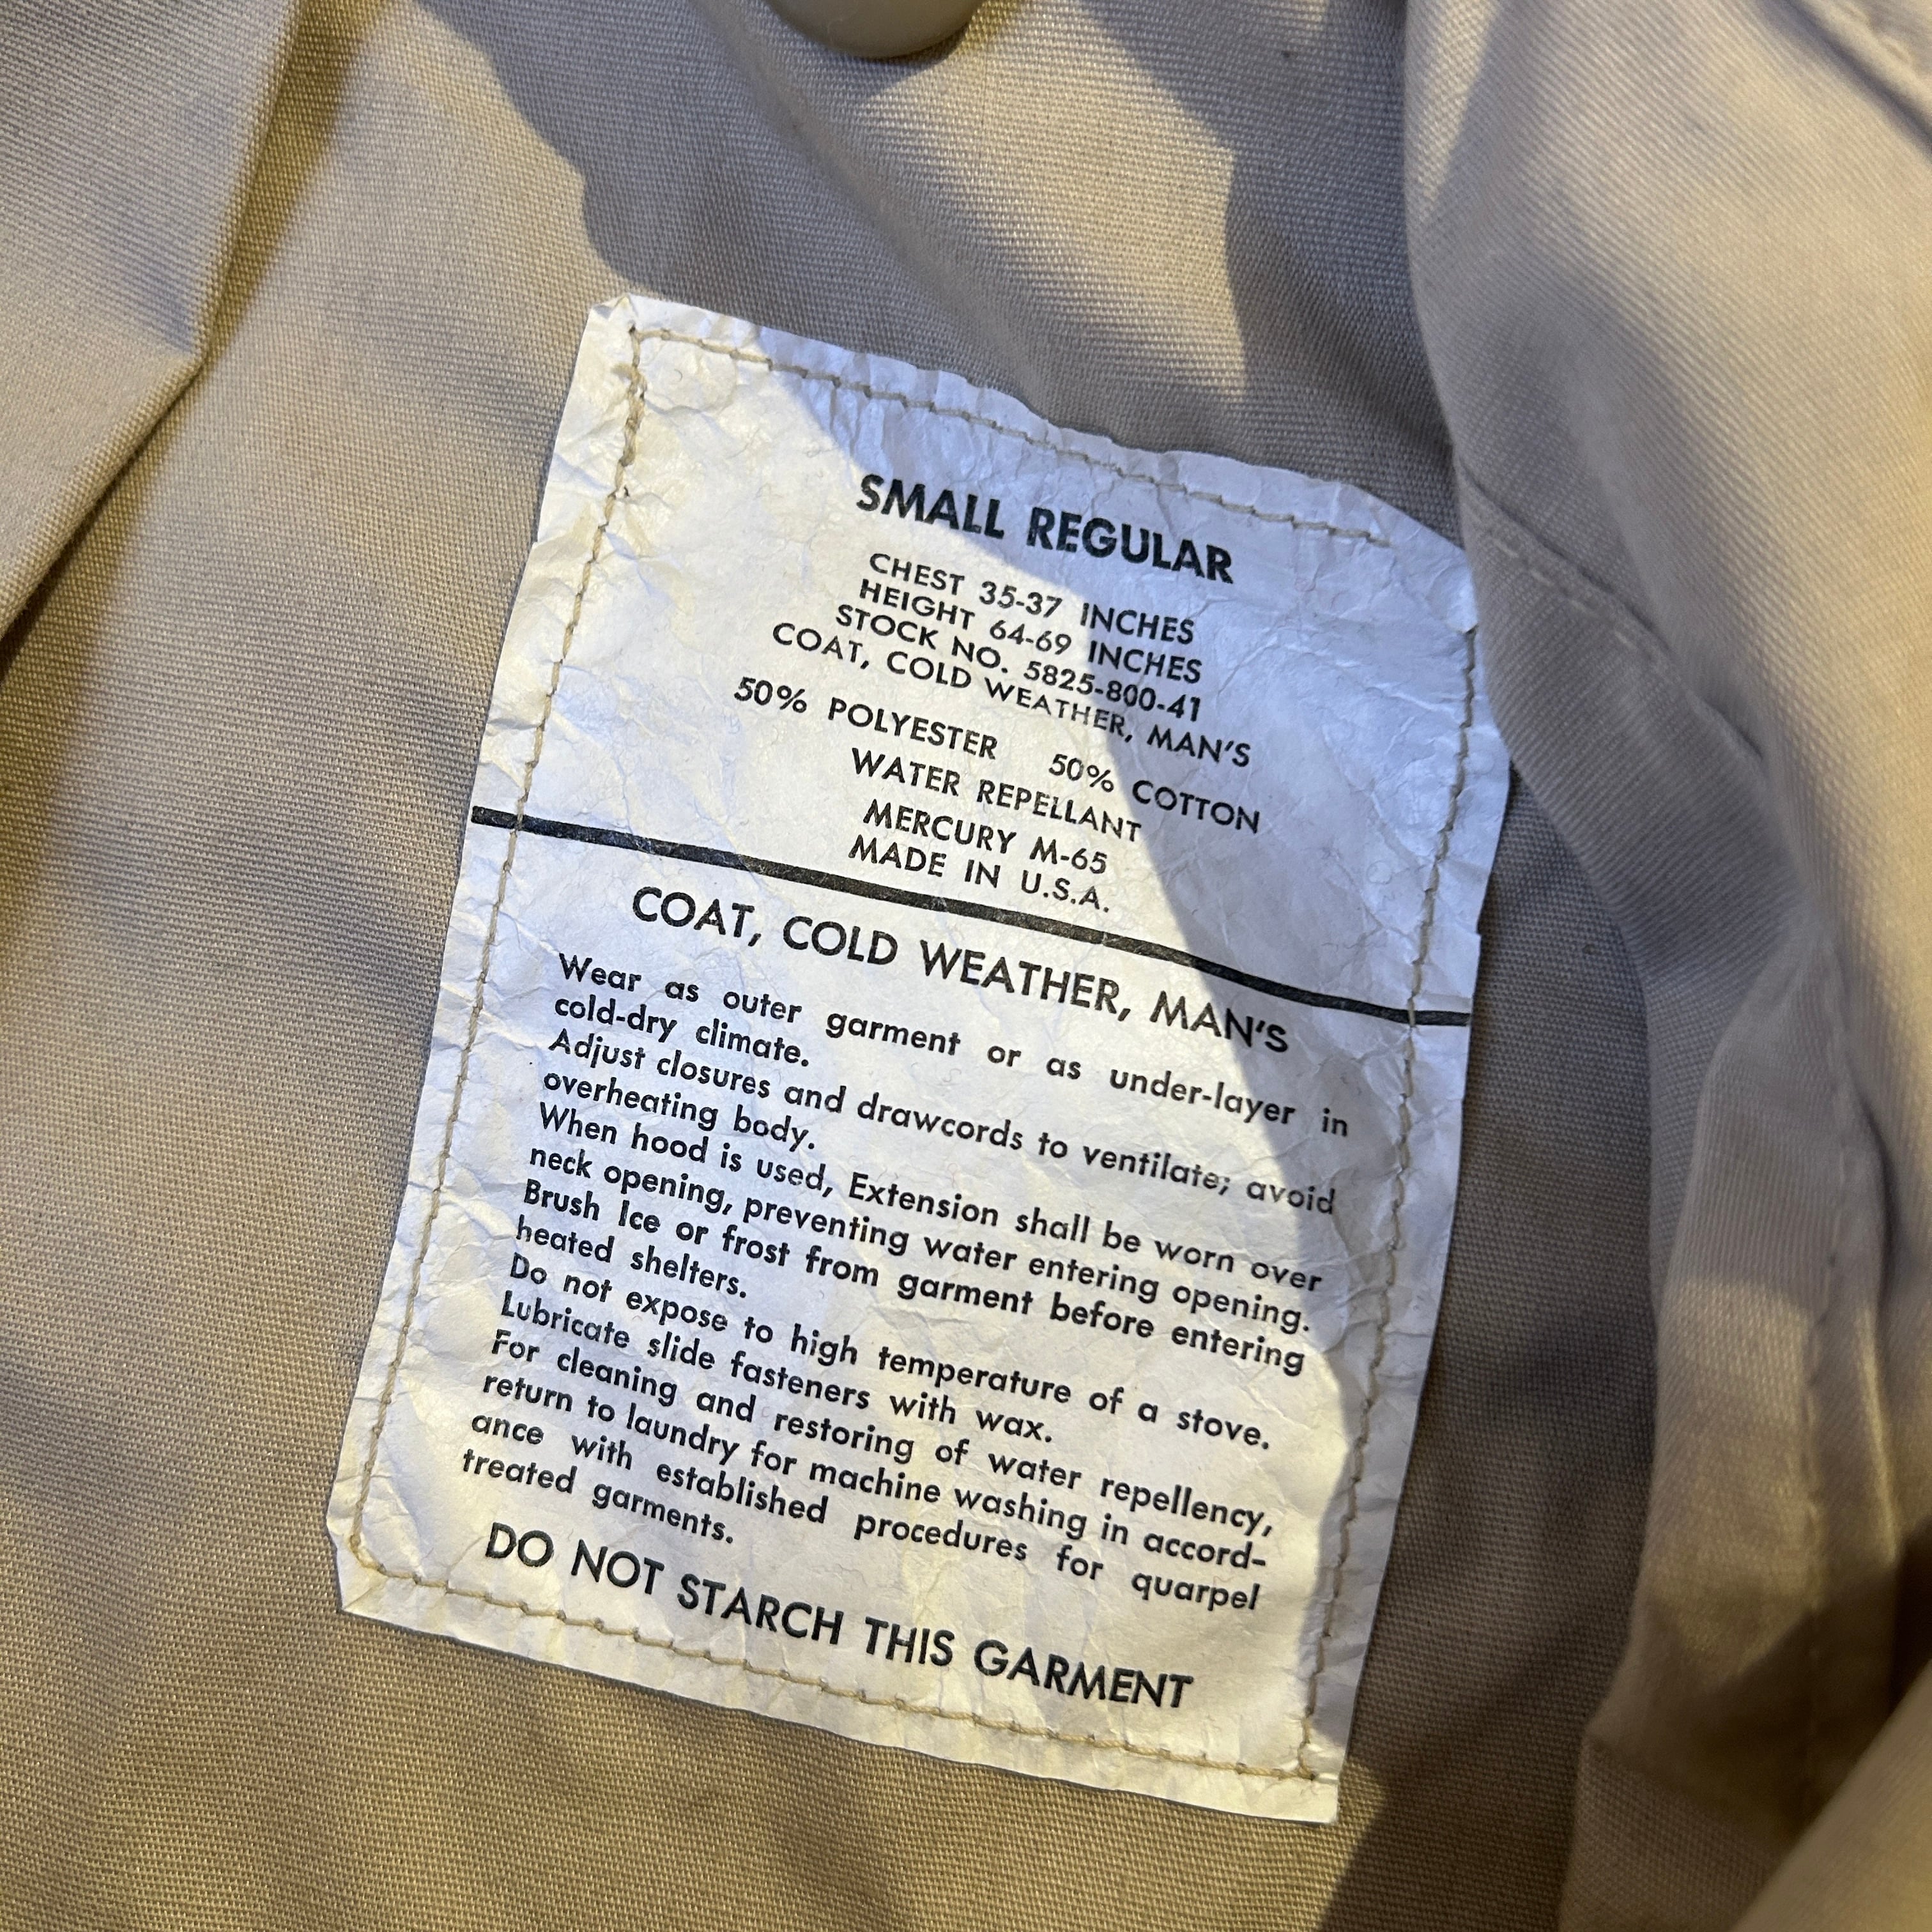 SMALL REGULAR
CHEST 35-37 INCHES
HEIGHT 64-69 INCHES
STOCK NO. 5825-800-41
COAT, COLD WEATHER, MAN'S
50% POLYESTER 50% COTTON
WATER REPELLANT
MERCURY M-65
MADE IN U.S.A.
COAT, COLD WEATHER, MAN'S
Wear as outer garment or as under-layer in
cold-dry climate.
Adjust closures and drawcords to ventilate; avoid
overheating body.
When hood is used, Extension shall be worn over
neck opening, preventing water entering opening.
Brush Ice or frost from garment before entering
heated shelters.
Do not expose to high temperature of a stove.
Lubricate slide fasteners with wax.
For cleaning and restoring of water repellency,
return to laundry for machine washing in accord-
ance with established procedures for quarpel
treated garments.
DO NOT STARCH THIS GARMENT